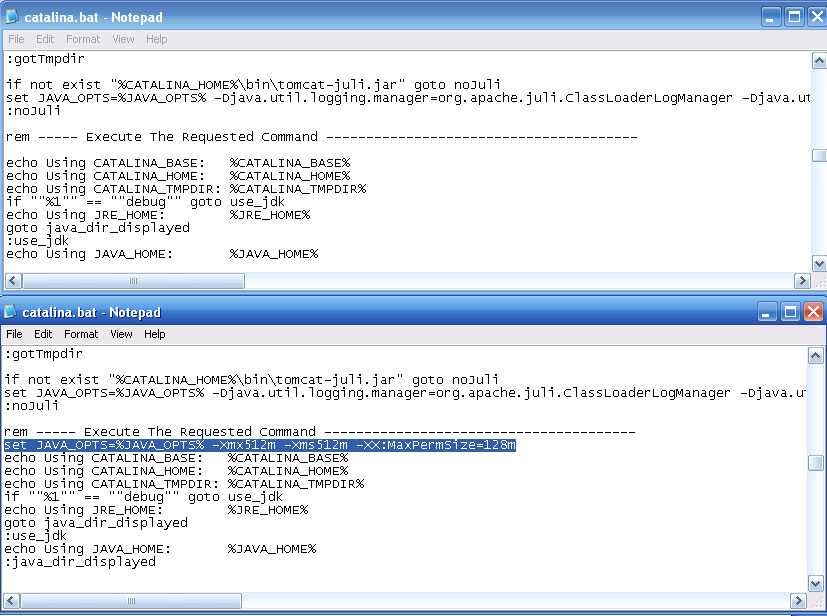 catalina.bat - Notepad
File Edit Format View Help
:gotTmpdir
if not exist "%CATALINA_HOME%\bin\tomcat-juli.jar" goto noJuli
set JAVA_OPTS=%JAVA_OPTS% -Djava.util.logging.manager=org.apache.juli.ClassLoaderLogManager -Djava.ut
:noJuli
rem ----- Execute The Requested Command ---------------------------------------
echo Using CATALINA_BASE:   %CATALINA_BASE%
echo Using CATALINA_HOME:   %CATALINA_HOME%
echo Using CATALINA_TMPDIR: %CATALINA_TMPDIR%
if ""%1"" == ""debug"" goto use_jdk
echo Using JRE_HOME:        %JRE_HOME%
goto java_dir_displayed
:use_jdk
echo Using JAVA_HOME:       %JAVA_HOME%
catalina.bat - Notepad
File Edit Format View Help
:gotTmpdir
if not exist "%CATALINA_HOME%\bin\tomcat-juli.jar" goto noJuli
set JAVA_OPTS=%JAVA_OPTS% -Djava.util.logging.manager=org.apache.juli.ClassLoaderLogManager -Djava.ut
:noJuli
rem ----- Execute The Requested Command ---------------------------------------
set JAVA_OPTS=%JAVA_OPTS% -Xmx512m -Xms512m -XX:MaxPermSize=128m
echo Using CATALINA_BASE:   %CATALINA_BASE%
echo Using CATALINA_HOME:   %CATALINA_HOME%
echo Using CATALINA_TMPDIR: %CATALINA_TMPDIR%
if ""%1"" == ""debug"" goto use_jdk
echo Using JRE_HOME:        %JRE_HOME%
goto java_dir_displayed
:use_jdk
echo Using JAVA_HOME:       %JAVA_HOME%
:java_dir_displayed